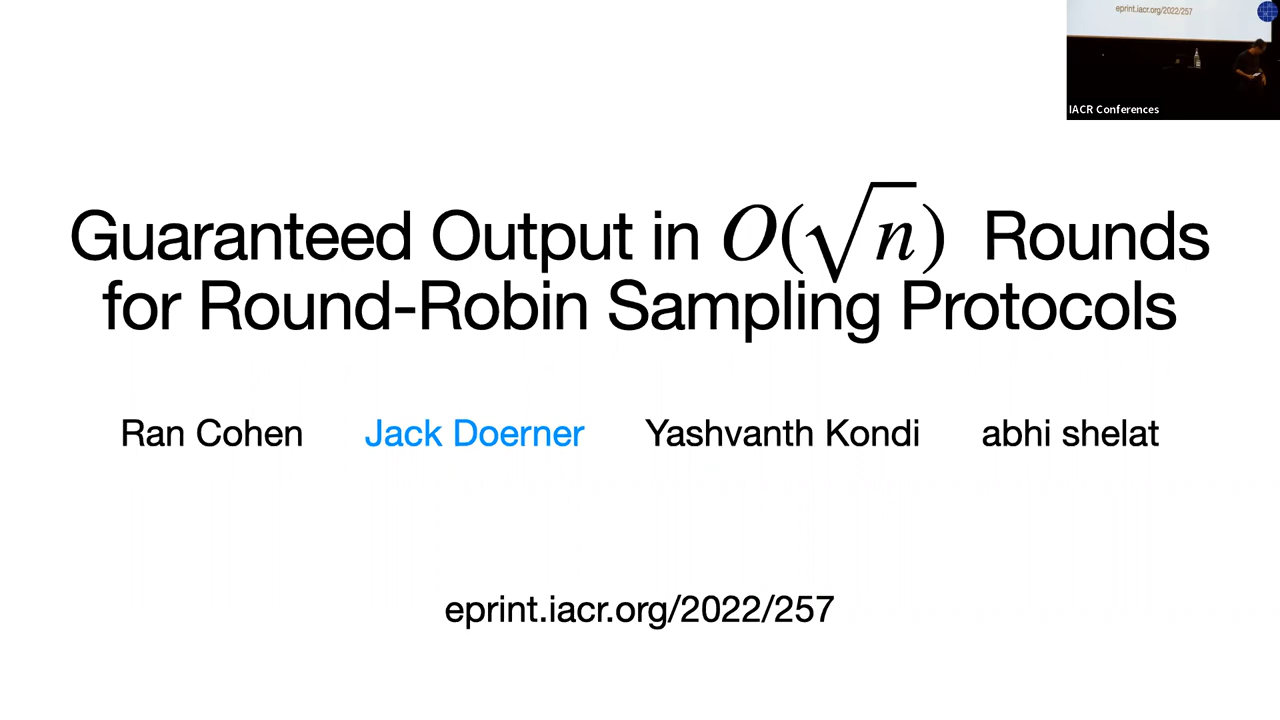 eprint.iacr.org/2022/257
IACR Conferences
Guaranteed Output in O(√n) Rounds
for Round-Robin Sampling Protocols
Ran Cohen Jack Doerner Yashvanth Kondi abhi shelat
eprint.iacr.org/2022/257